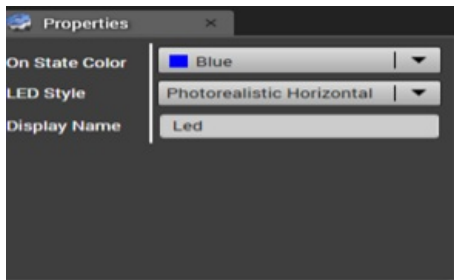 Properties
On State Color Blue
LED Style Photorealistic Horizontal
Display Name Led